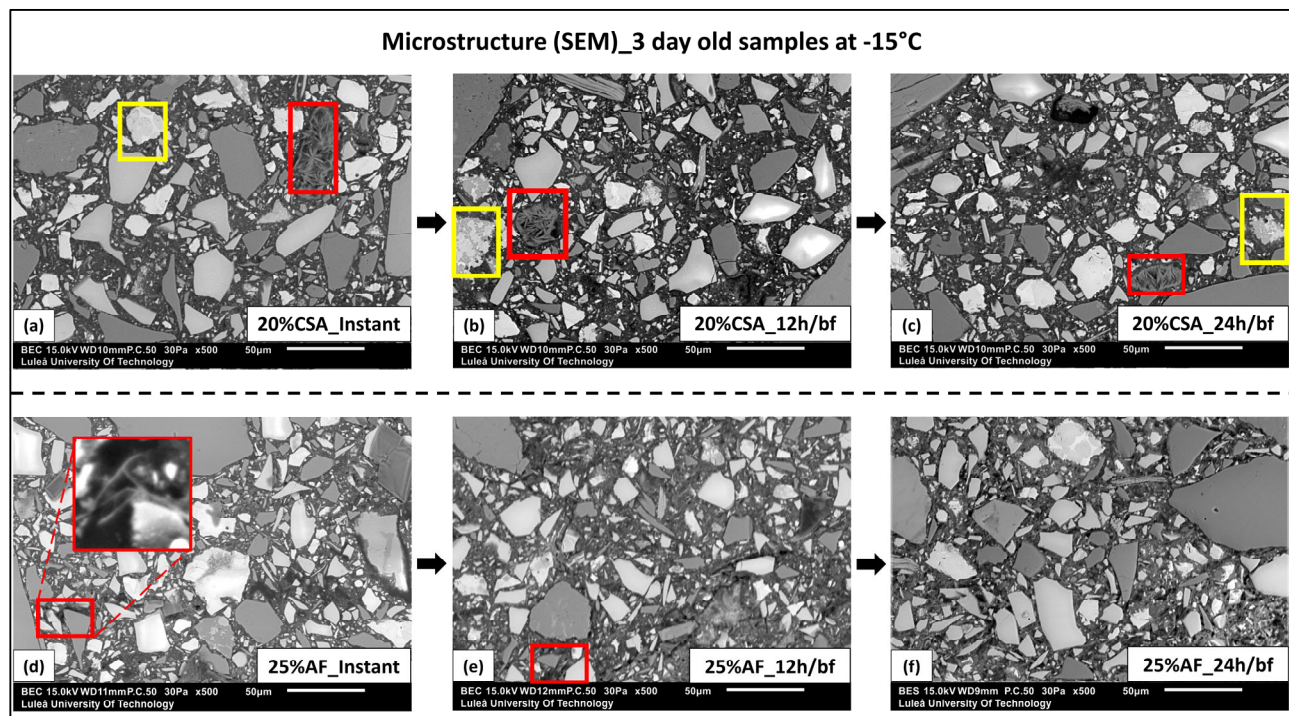 Microstructure (SEM)_3 day old samples at -15°C
(a)
20%CSA_Instant
BEC 15.0kV WD10mmP.C.50 30Pa x500 50µm
Luleå University Of Technology
(b)
20%CSA_12h/bf
BEC 15.0kV WD10mmP.C.50 30Pa x500 50µm
Luleå University Of Technology
(c)
20%CSA_24h/bf
BEC 15.0kV WD10mmP.C.50 30Pa x500 50µm
Luleå University Of Technology
(d)
25%AF_Instant
BEC 15.0kV WD11mmP.C.50 30Pa x500 50µm
Luleå University Of Technology
(e)
25%AF_12h/bf
BEC 15.0kV WD12mmP.C.50 30Pa x500 50µm
Luleå University Of Technology
(f)
25%AF_24h/bf
BES 15.0kV WD9mm P.C.50 30Pa x500 50µm
Luleå University Of Technology